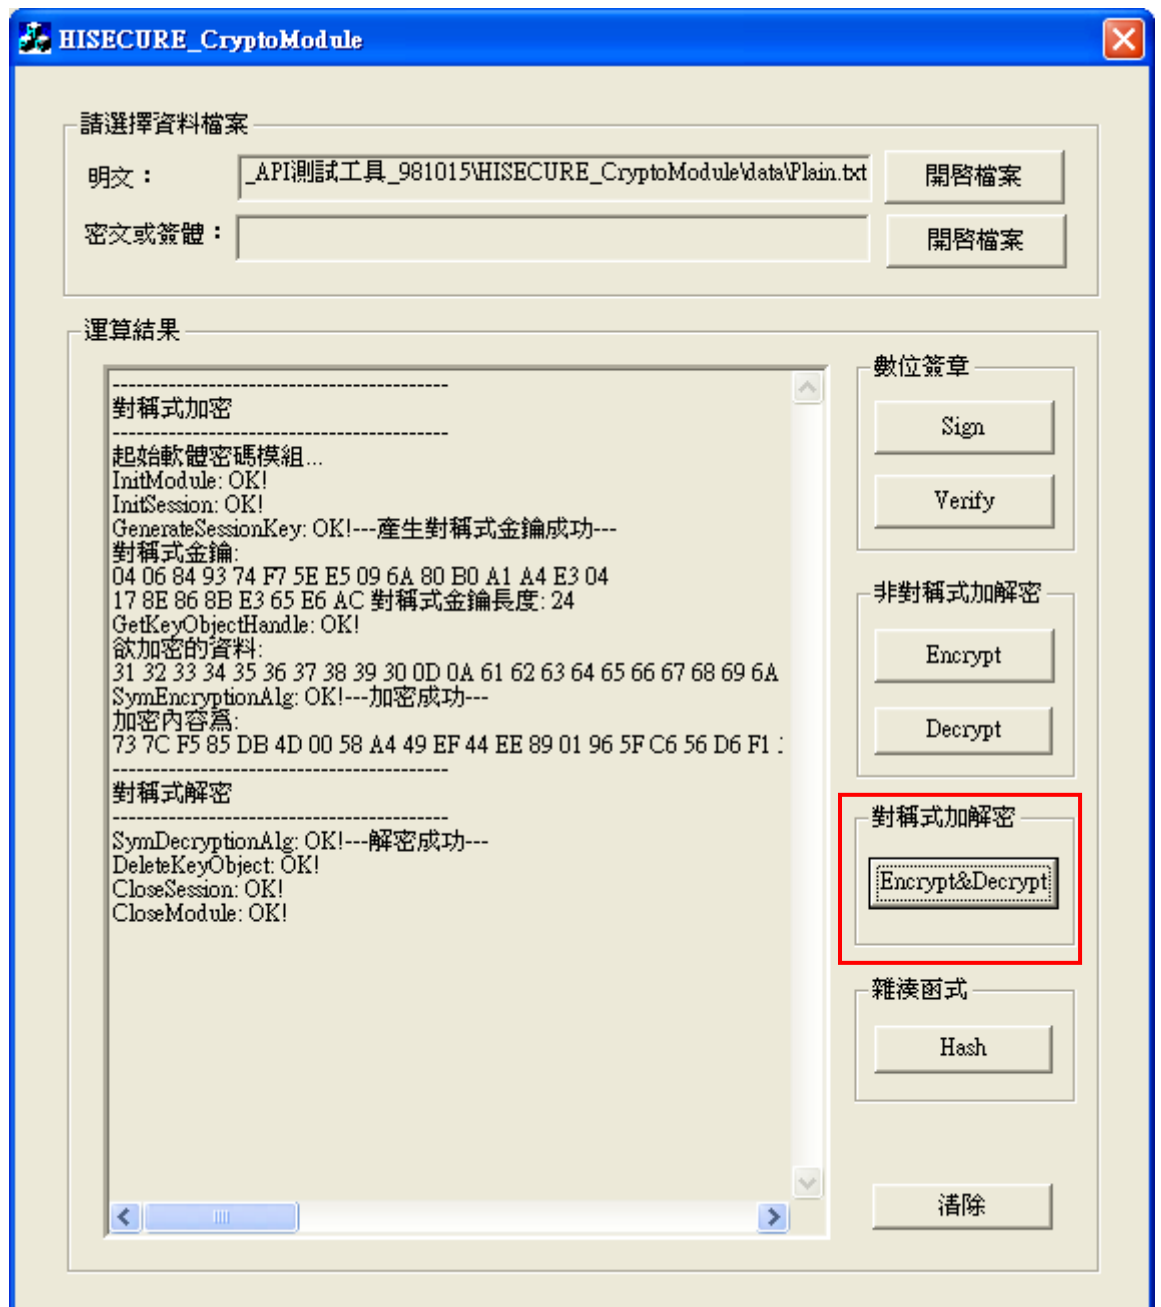 HISECURE_CryptoModule
請選擇資料檔案
明文：
_API測試工具_981015\HISECURE_CryptoModule\data\Plain.txt
開啓檔案
密文或簽體：
開啓檔案
運算結果
-----------------------------------------
對稱式加密
-----------------------------------------
起始軟體密碼模組...
InitModule: OK!
InitSession: OK!
GenerateSessionKey: OK!---產生對稱式金鑰成功---
對稱式金鑰:
04 06 84 93 74 F7 5E E5 09 6A 80 B0 A1 A4 E3 04
17 8E 86 8B E3 65 E6 AC 對稱式金鑰長度: 24
GetKeyObjectHandle: OK!
欲加密的資料:
31 32 33 34 35 36 37 38 39 30 0D 0A 61 62 63 64 65 66 67 68 69 6A
SymEncryptionAlg: OK!---加密成功---
加密內容爲:
73 7C F5 85 DB 4D 00 58 A4 49 EF 44 EE 89 01 96 5F C6 56 D6 F1
-----------------------------------------
對稱式解密
-----------------------------------------
SymDecryptionAlg: OK!---解密成功---
DeleteKeyObject: OK!
CloseSession: OK!
CloseModule: OK!
數位簽章
Sign
Verify
非對稱式加解密
Encrypt
Decrypt
對稱式加解密
Encrypt&Decrypt
雜湊函式
Hash
清除